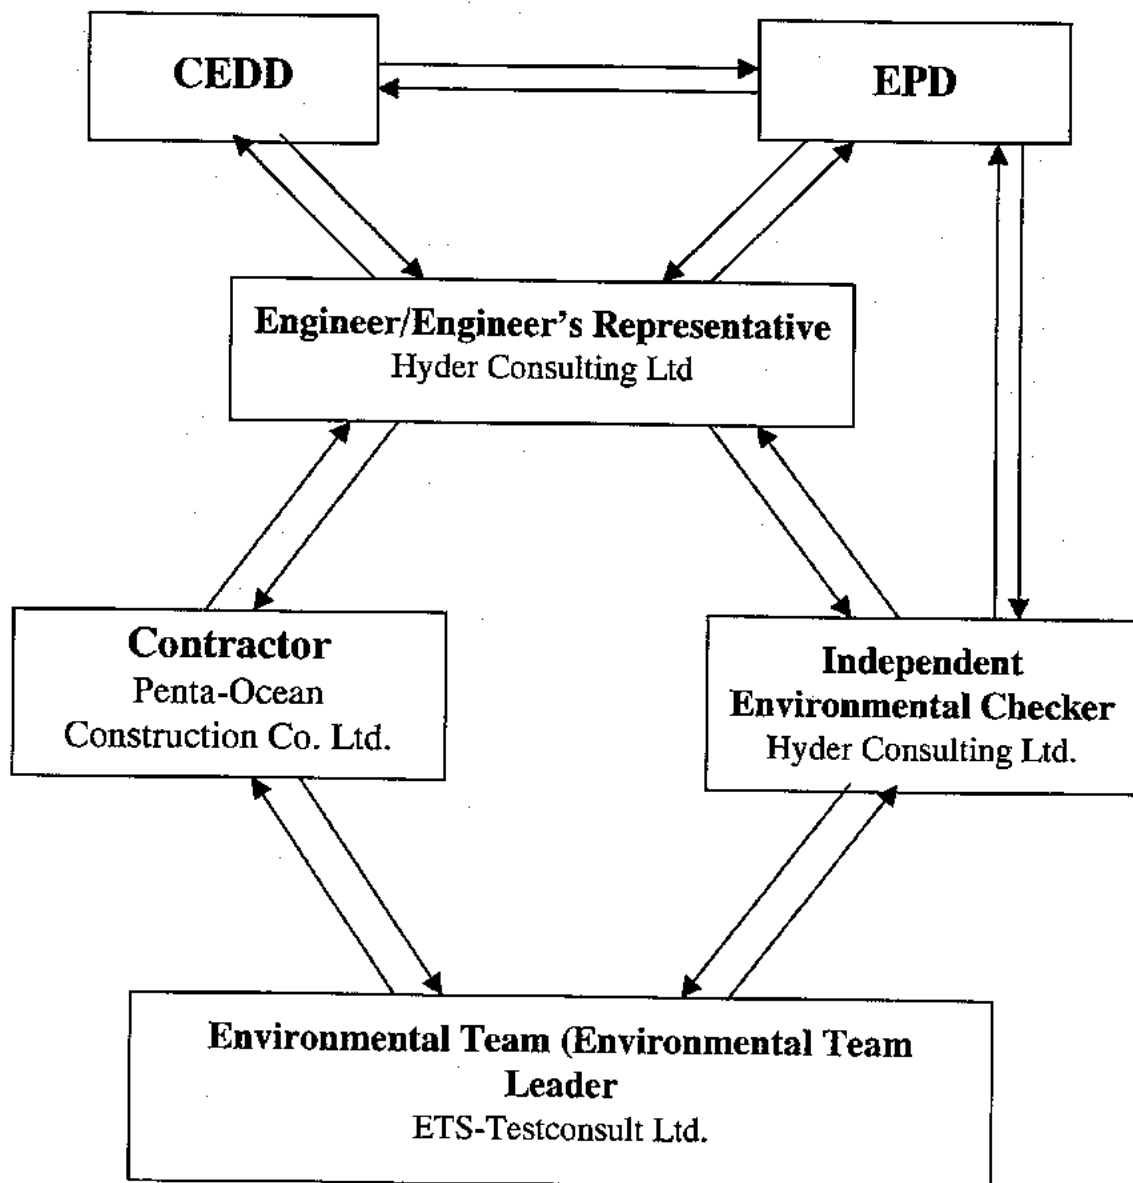 CEDD
EPD
Engineer/Engineer's Representative
Hyder Consulting Ltd
Contractor
Penta-Ocean
Construction Co. Ltd.
Independent
Environmental Checker
Hyder Consulting Ltd.
Environmental Team (Environmental Team
Leader
ETS-Testconsult Ltd.